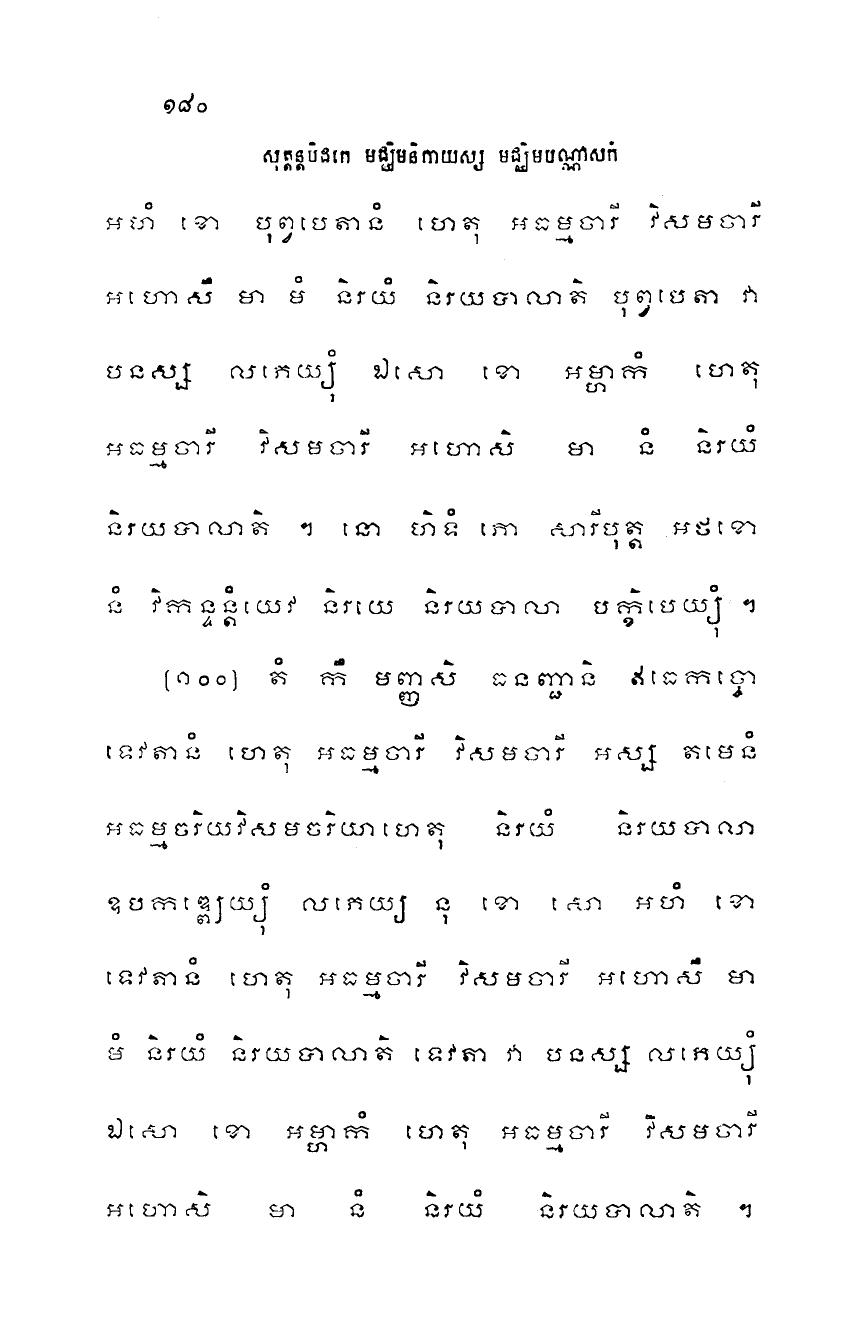 ១៨០
សុត្តន្តបិដកេ មជ្ឈិមនិកាយស្ស មជ្ឈិមបណ្ណាសកំ
អហំ ខោ បុព្វបេតានំ ហេតុ អធម្មចារី វិសមចារី
អហោសឹ មា មំ និរយំ និរយបាលាតិ បុព្វបេតា វា
បនស្ស លភេយ្យុំ ឯសោ ខោ អម្ហាកំ ហេតុ
អធម្មចារី វិសមចារី អហោសិ មា នំ និរយំ
និរយបាលាតិ ។ នោ ហិទំ ភោ សារីបុត្ត អថខោ
នំ វិកន្ទន្តំយេវ និរយេ និរយបាលា បក្ខិបេយ្យុំ ។
(១០០) តំ កឹ មញ្ញសិ ធនញ្ជានិ ឥធេកច្ចោ
ទេវតានំ ហេតុ អធម្មចារី វិសមចារី អស្ស តមេនំ
អធម្មចរិយវិសមចរិយាហេតុ និរយំ និរយបាលា
ឧបកឌ្ឍេយ្យុំ លភេយ្យ នុ ខោ សោ អហំ ខោ
ទេវតានំ ហេតុ អធម្មចារី វិសមចារី អហោសឹ មា
មំ និរយំ និរយបាលាតិ ទេវតា វា បនស្ស លភេយ្យុំ
ឯសោ ខោ អម្ហាកំ ហេតុ អធម្មចារី វិសមចារី
អហោសិ មា នំ និរយំ និរយបាលាតិ ។